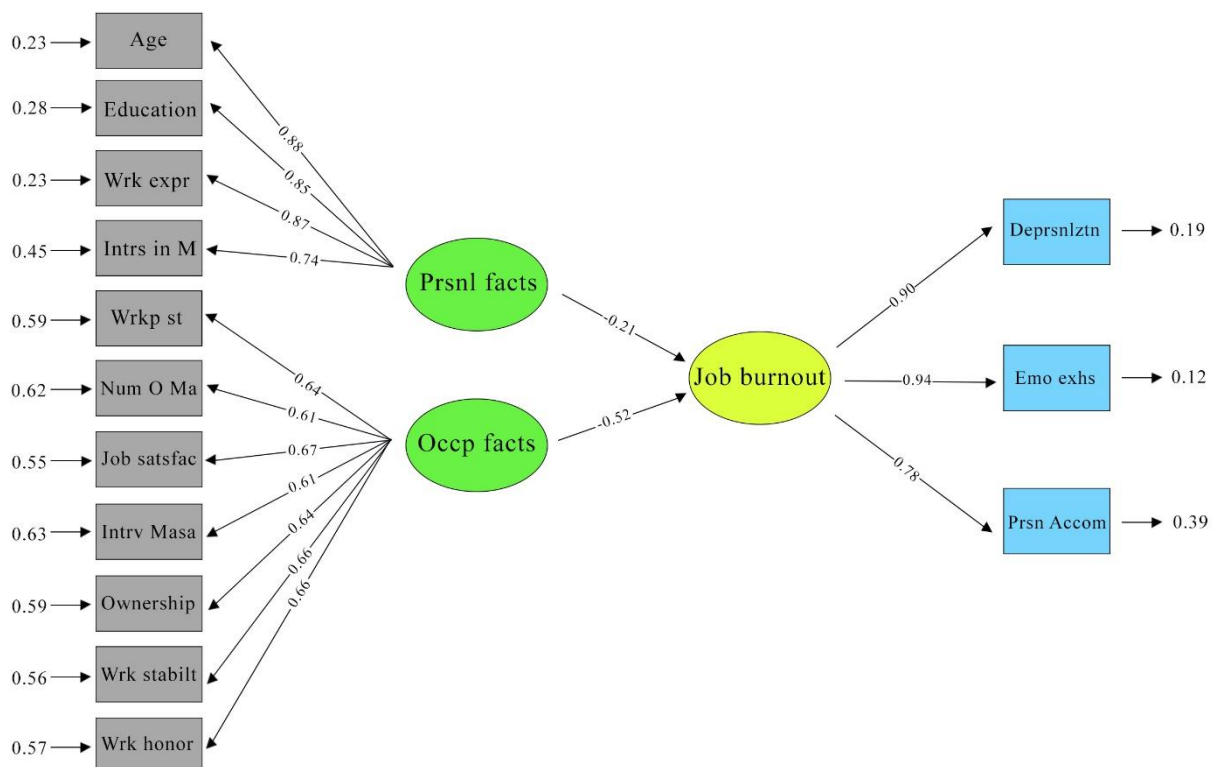 0.23
Age
0.28
Education
0.23
Wrk expr
0.45
Intrs in M
0.59
Wrkp st
0.62
Num O Ma
0.55
Job satsfac
0.63
Intrv Masa
0.59
Ownership
0.56
Wrk stabilt
0.57
Wrk honor
0.88
0.85
0.87
0.74
0.64
0.61
0.67
0.61
0.64
0.66
0.66
Prsnl facts
Occp facts
-0.21
-0.52
Job burnout
0.90
0.94
0.78
Deprsnlztn
0.19
Emo exhs
0.12
Prsn Accom
0.39